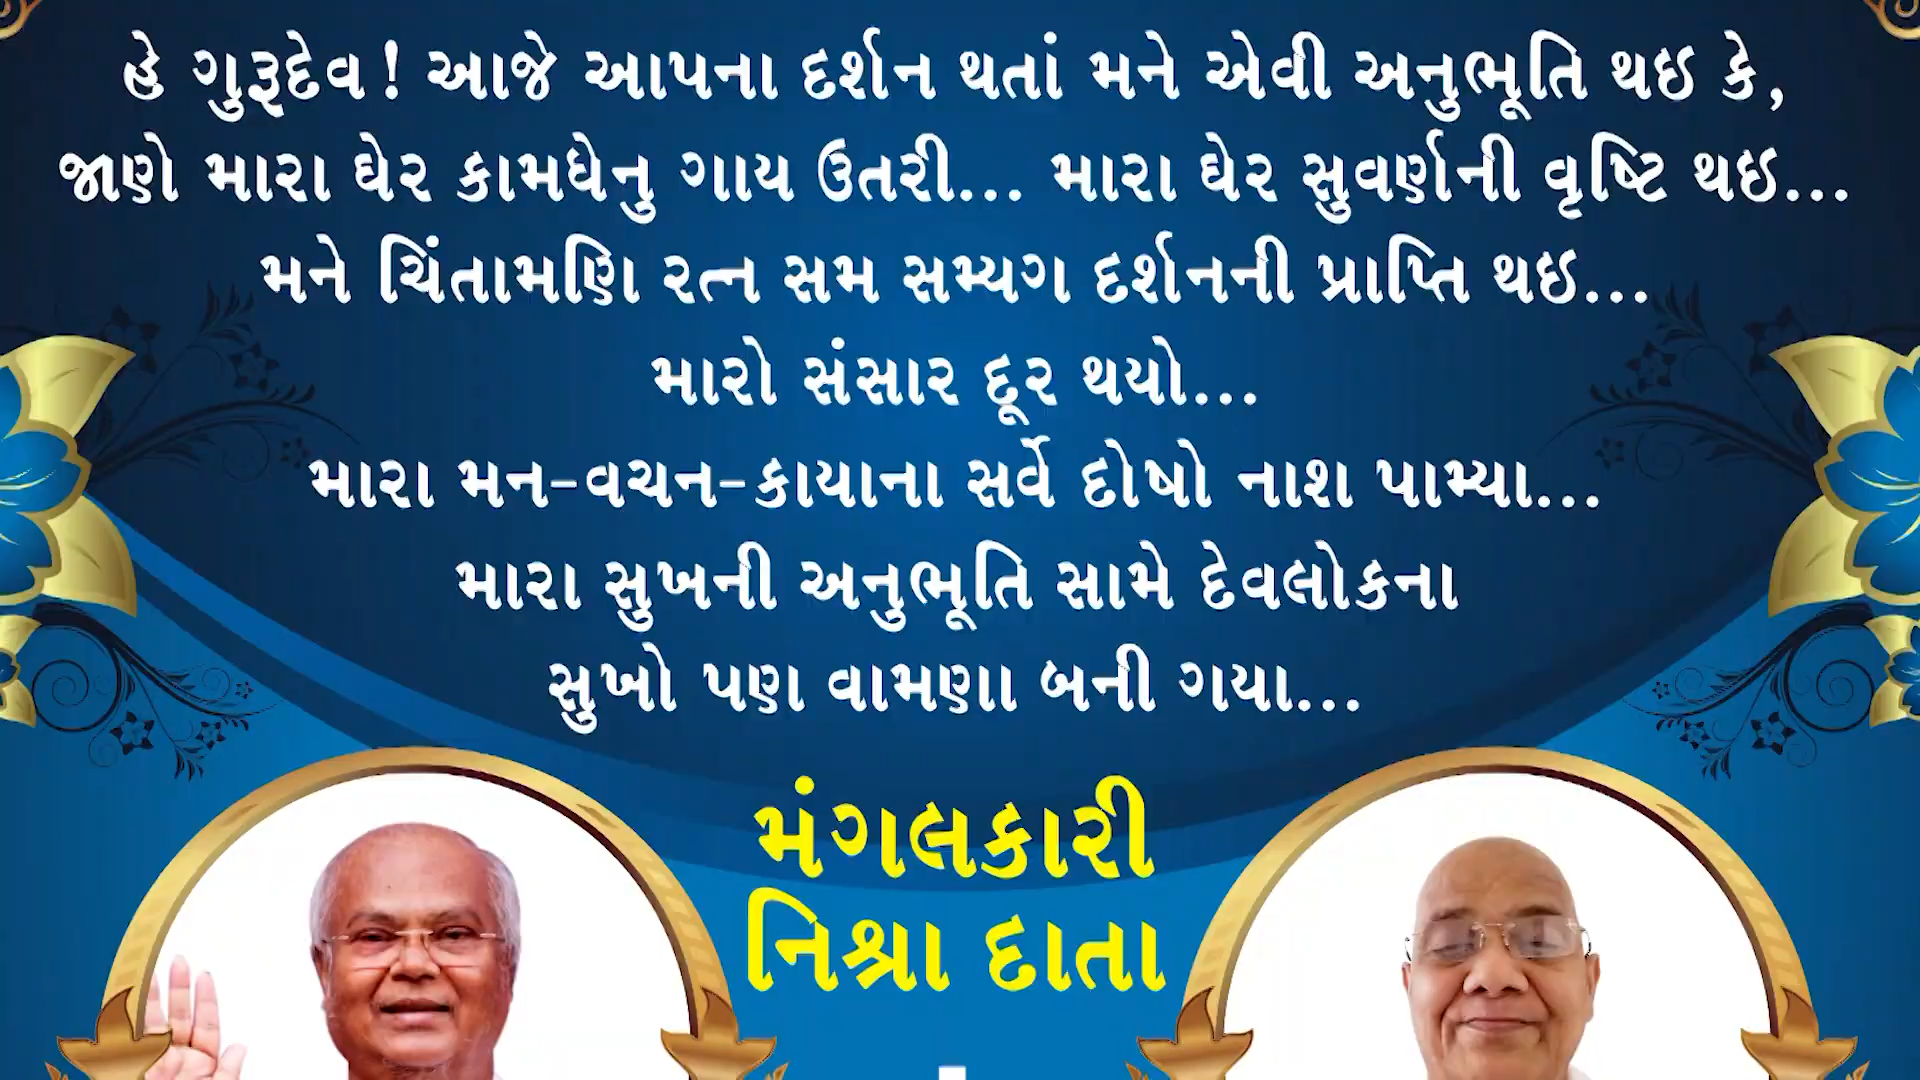 હે ગુરૂદેવ! આજે આપના દર્શન થતાં મને એવી અનુભૂતિ થઇ કે,
જાણે મારા ઘેર કામધેનુ ગાય ઉતરી... મારા ઘેર સુવર્ણની વૃષ્ટિ થઇ...
મને ચિંતામણિ રત્ન સમ સમ્યગ દર્શનની પ્રાપ્તિ થઇ...
મારો સંસાર દૂર થયો...
મારા મન-વચન-કાયાના સર્વે દોષો નાશ પામ્યા...
મારા સુખની અનુભૂતિ સામે દેવલોકના
સુખો પણ વામણા બની ગયા...
મંગલકારી
નિશ્રા દાતા